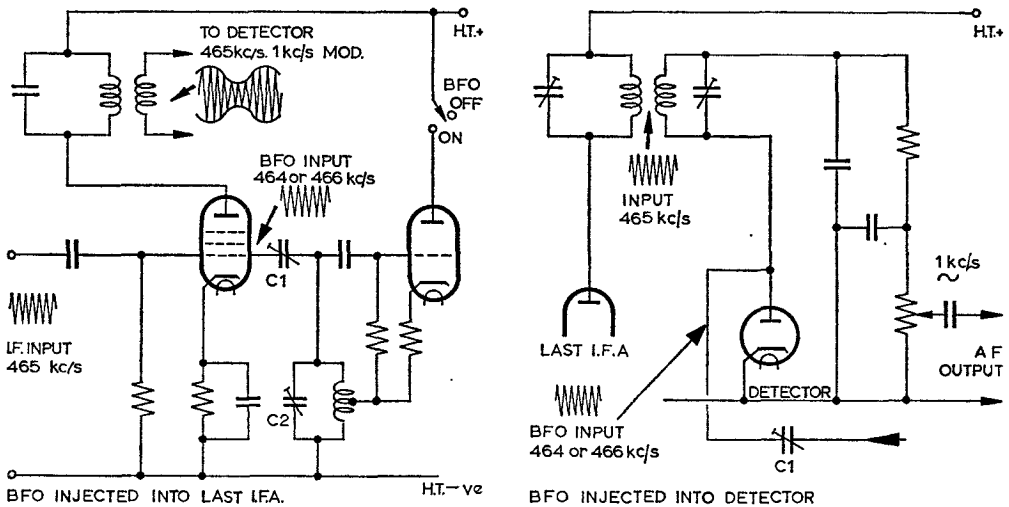 H.T.+
TO DETECTOR
465kc/s. 1kc/s MOD.
BFO
OFF
ON
BFO INPUT
464 or 466 kc/s
C1
I.F. INPUT
465 kc/s
C2
H.T.-ve
BFO INJECTED INTO LAST I.F.A.
H.T.+
INPUT
465 kc/s
LAST I.F.A
1kc/s
~
AF
OUTPUT
DETECTOR
BFO INPUT
464 or 466 kc/s
C1
BFO INJECTED INTO DETECTOR